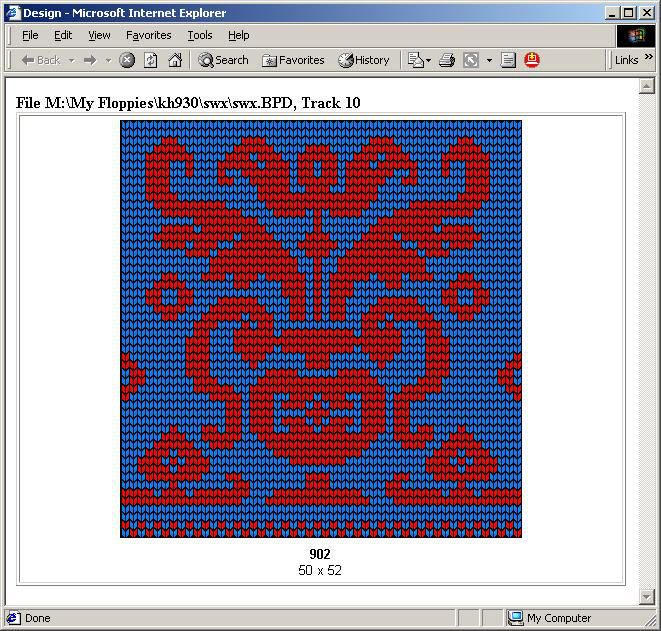 Design - Microsoft Internet Explorer
File Edit View Favorites Tools Help
Back Search Favorites History Links »
File M:\My Floppies\kh930\swx\swx.BPD, Track 10
902
50 x 52
Done My Computer